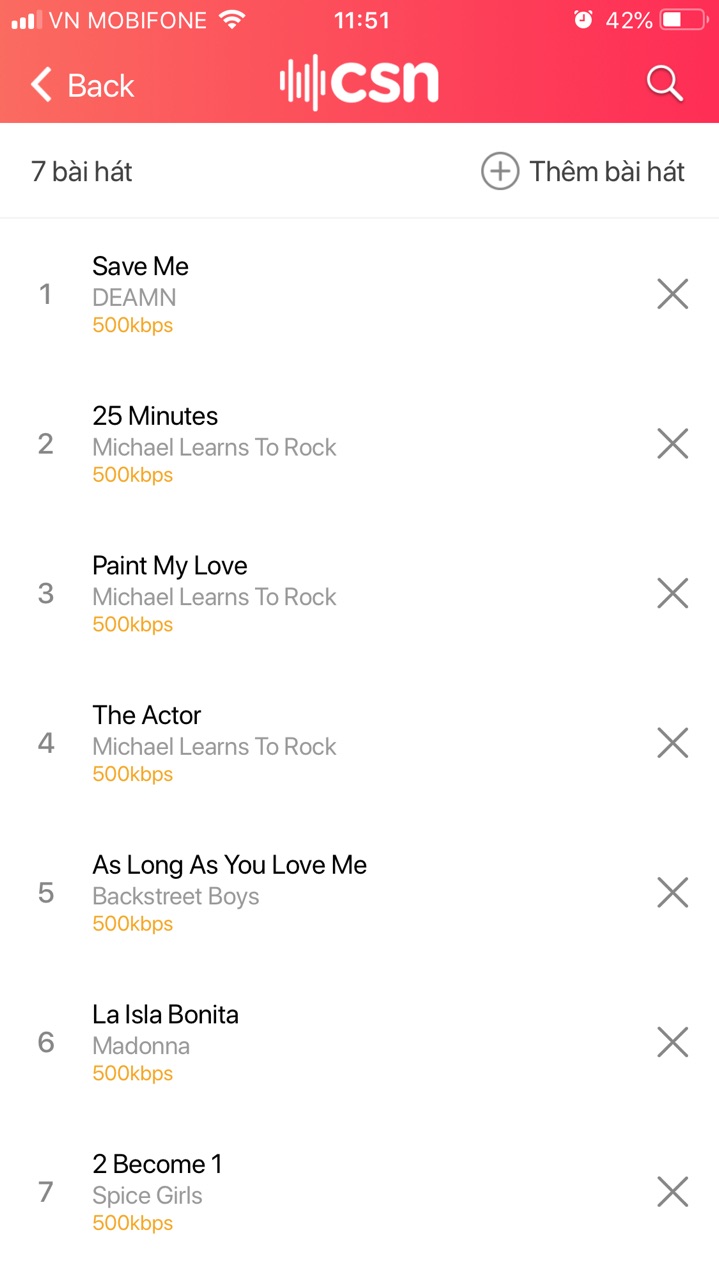 VN MOBIFONE 11:51 42%
Back csn
7 bài hát Thêm bài hát
1 Save Me
DEAMN
500kbps
2 25 Minutes
Michael Learns To Rock
500kbps
3 Paint My Love
Michael Learns To Rock
500kbps
4 The Actor
Michael Learns To Rock
500kbps
5 As Long As You Love Me
Backstreet Boys
500kbps
6 La Isla Bonita
Madonna
500kbps
7 2 Become 1
Spice Girls
500kbps